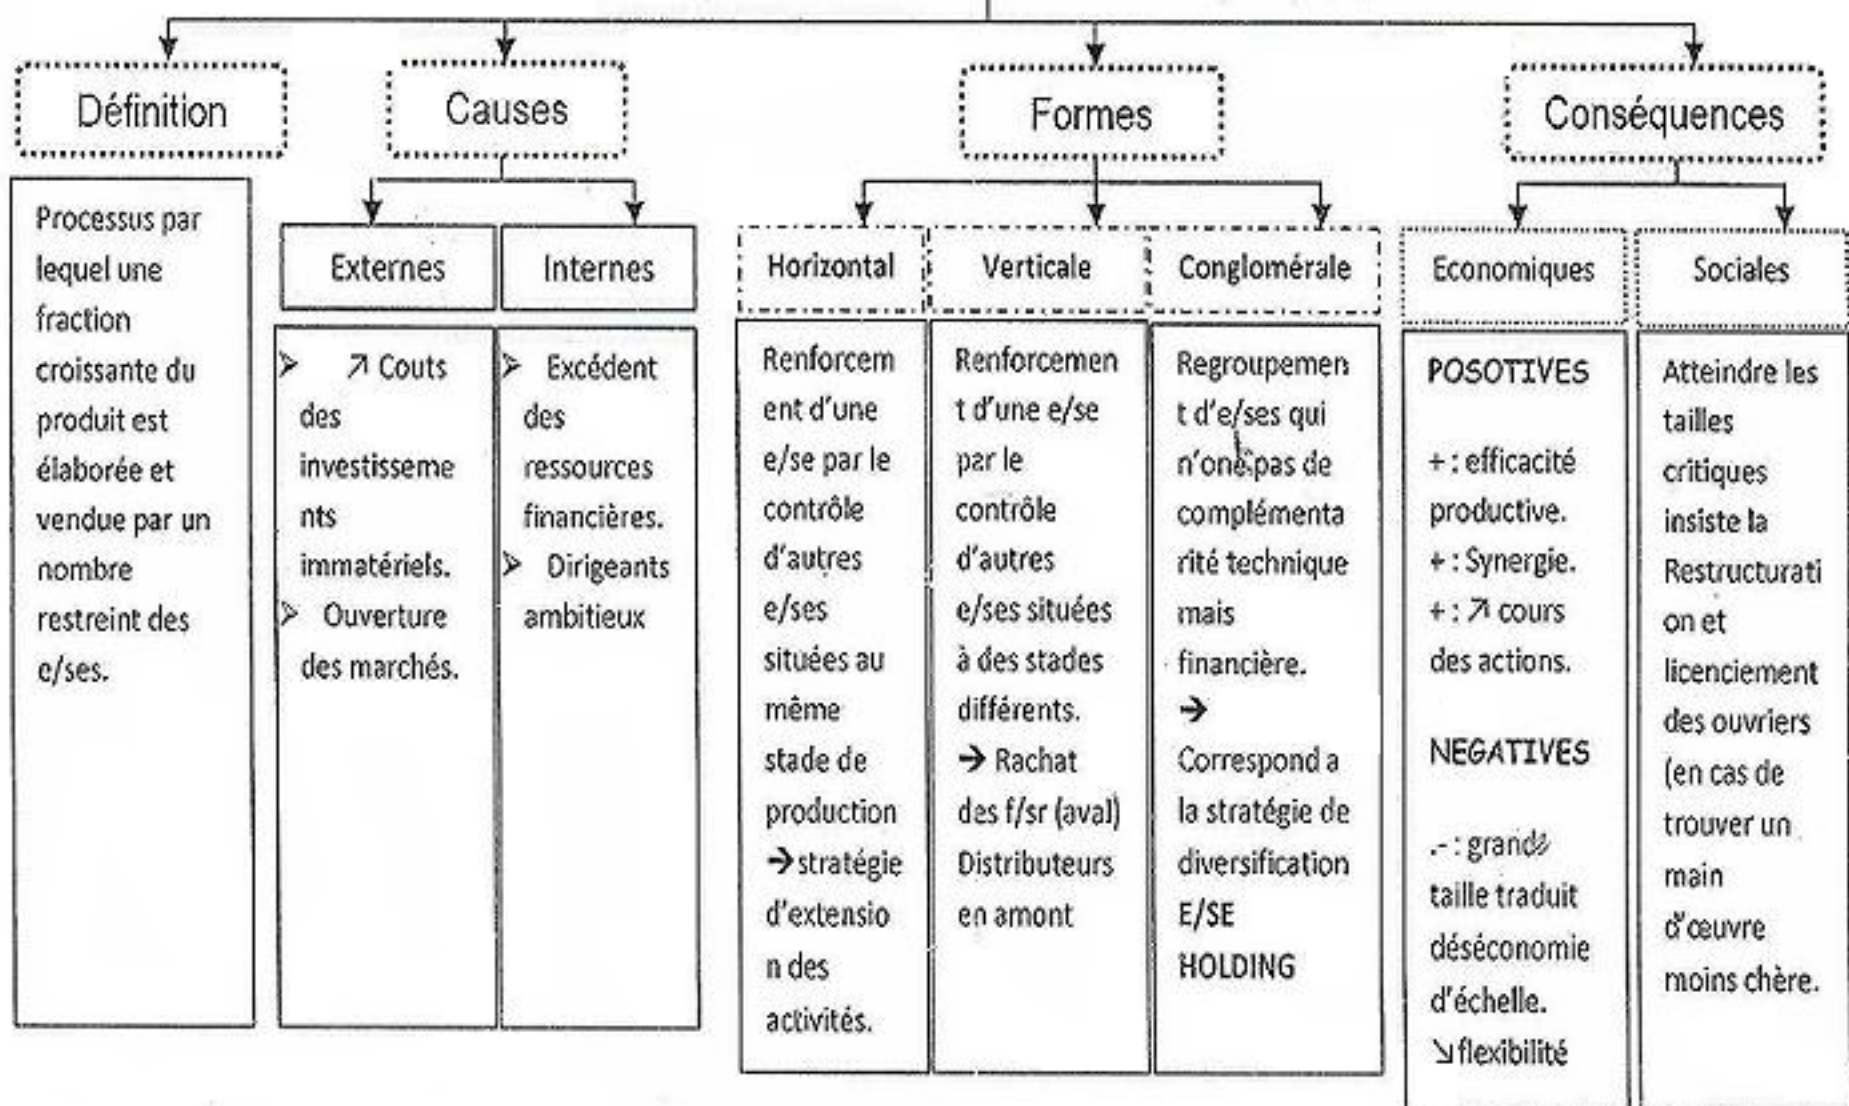 Définition
Causes
Formes
Conséquences
Processus par
lequel une
fraction
croissante du
produit est
élaborée et
vendue par un
nombre
restreint des
e/ses.
Externes
Internes
➢ ↗ Couts
des
investisseme
nts
immatériels.
➢ Ouverture
des marchés.
➢ Excédent
des
ressources
financières.
➢ Dirigeants
ambitieux
Horizontal
Verticale
Conglomérale
Renforcem
ent d'une
e/se par le
contrôle
d'autres
e/ses
situées au
même
stade de
production
➔ stratégie
d'extensio
n des
activités.
Renforcemen
t d'une e/se
par le
contrôle
d'autres
e/ses situées
à des stades
différents.
➔ Rachat
des f/sr (aval)
Distributeurs
en amont
Regroupemen
t d'e/ses qui
pas de
complémenta
rité technique
mais
financière.
➔
Correspond a
la stratégie de
diversification
E/SE
HOLDING
Economiques
Sociales
POSOTIVES
+ : efficacité
productive.
+ : Synergie.
+ : ↗ cours
des actions.
NEGATIVES
.- :
taille traduit
déséconomie
d'échelle.
↘ flexibilité
Atteindre les
tailles
critiques
insiste la
Restructurati
on et
licenciement
des ouvriers
(en cas de
trouver un
main
d'œuvre
moins chère.